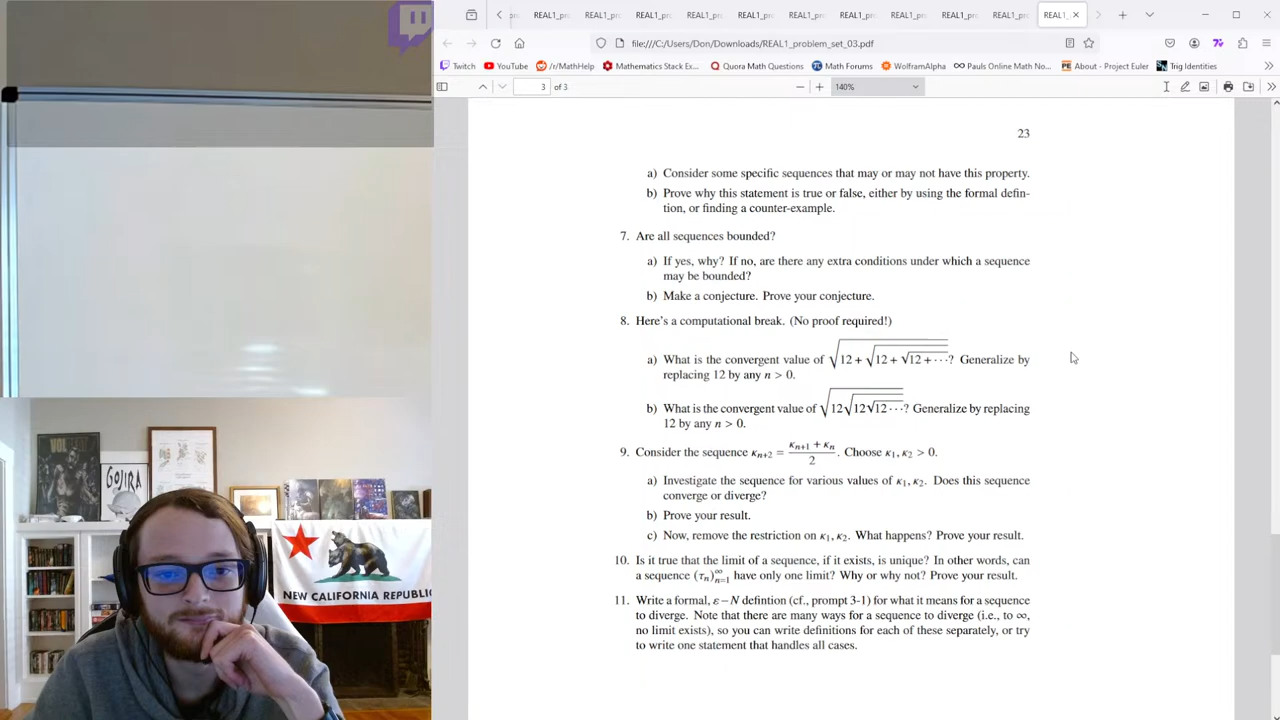 REAL1_pro REAL1_pro REAL1_pro REAL1_pro REAL1_pro REAL1_pro REAL1_pro REAL1_pro REAL1_pro REAL1_
file:///C:/Users/Don/Downloads/REAL1_problem_set_03.pdf
Twitch YouTube /r/MathHelp Mathematics Stack Ex... Quora Math Questions Math Forums WolframAlpha Pauls Online Math No... About - Project Euler Trig Identities
3 of 3 140%
23
a) Consider some specific sequences that may or may not have this property.
b) Prove why this statement is true or false, either by using the formal defin-
tion, or finding a counter-example.
7. Are all sequences bounded?
a) If yes, why? If no, are there any extra conditions under which a sequence
may be bounded?
b) Make a conjecture. Prove your conjecture.
8. Here's a computational break. (No proof required!)
a) What is the convergent value of √12 + √12 + √12 + ···? Generalize by
replacing 12 by any n > 0.
b) What is the convergent value of √12√12√12 ···? Generalize by replacing
12 by any n > 0.
9. Consider the sequence κn+2 = κn+1 + κn / 2. Choose κ1, κ2 > 0.
a) Investigate the sequence for various values of κ1, κ2. Does this sequence
converge or diverge?
b) Prove your result.
c) Now, remove the restriction on κ1, κ2. What happens? Prove your result.
10. Is it true that the limit of a sequence, if it exists, is unique? In other words, can
a sequence (τn)∞n=1 have only one limit? Why or why not? Prove your result.
11. Write a formal, ε−N defintion (cf., prompt 3-1) for what it means for a sequence
to diverge. Note that there are many ways for a sequence to diverge (i.e., to ∞,
no limit exists), so you can write definitions for each of these separately, or try
to write one statement that handles all cases.
VOLBEAT
GOJIRA
NEW CALIFORNIA REPUBLIC